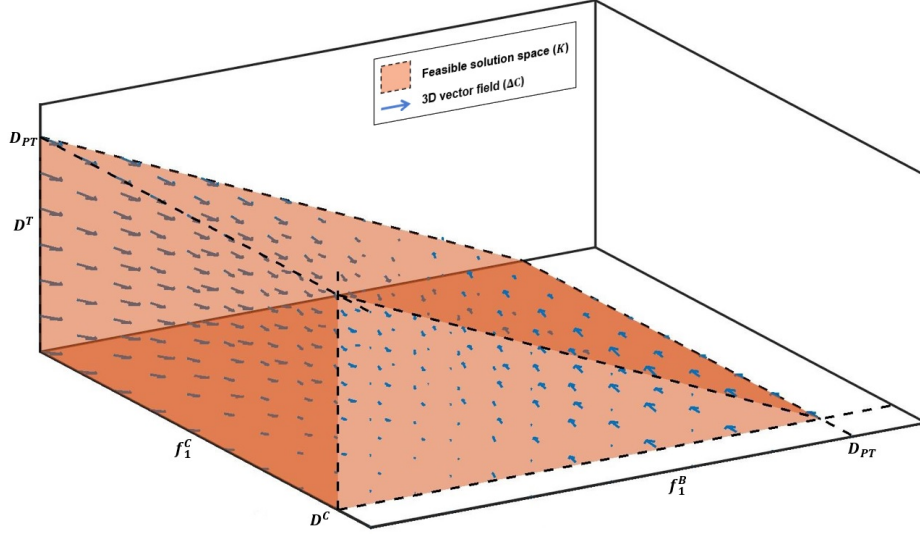 Feasible solution space (K)
3D vector field (ΔC)
D_PT
D^T
f_1^C
D^C
f_1^B
D_PT